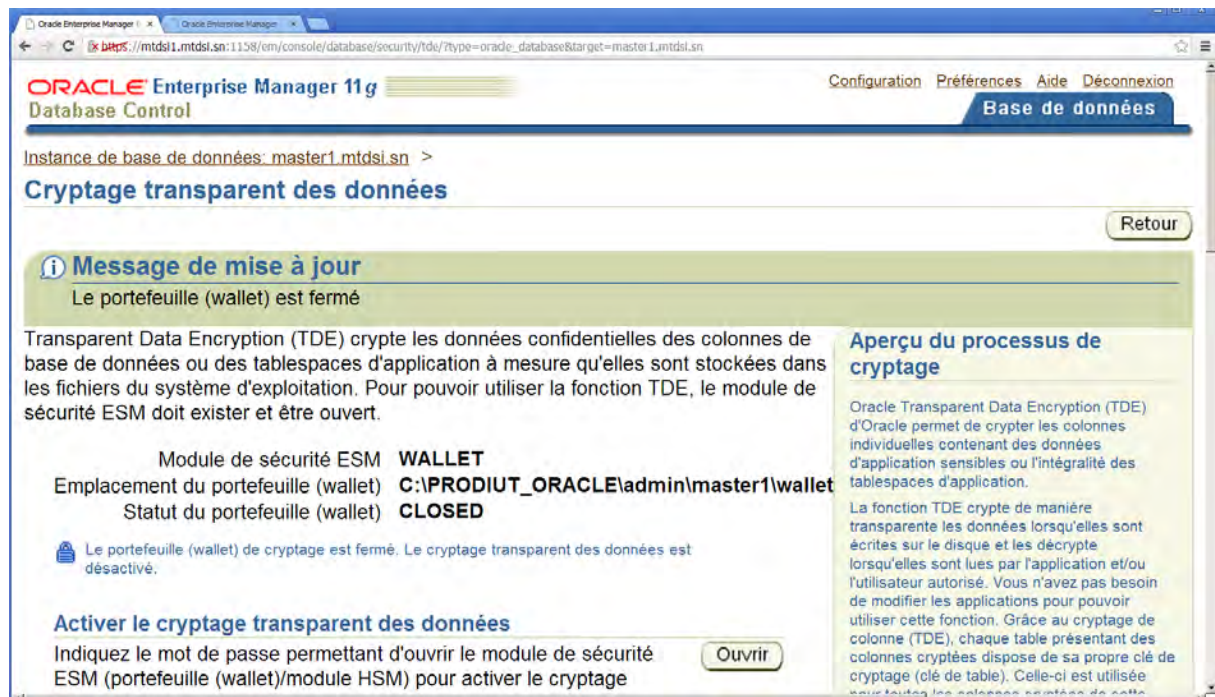 Oracle Enterprise Manager
Oracle Enterprise Manager
https://mtdsi1.mtdsi.sn:1158/em/console/database/security/tde/?type=oracle_database&target=master1.mtdsi.sn
ORACLE Enterprise Manager 11g
Database Control
Configuration Préférences Aide Déconnexion
Base de données
Instance de base de données: master1.mtdsi.sn >
Cryptage transparent des données
Retour
Message de mise à jour
Le portefeuille (wallet) est fermé
Transparent Data Encryption (TDE) crypte les données confidentielles des colonnes de
base de données ou des tablespaces d'application à mesure qu'elles sont stockées dans
les fichiers du système d'exploitation. Pour pouvoir utiliser la fonction TDE, le module de
sécurité ESM doit exister et être ouvert.
Module de sécurité ESM WALLET
Emplacement du portefeuille (wallet) C:\PRODIUT_ORACLE\admin\master1\wallet
Statut du portefeuille (wallet) CLOSED
Le portefeuille (wallet) de cryptage est fermé. Le cryptage transparent des données est
désactivé.
Activer le cryptage transparent des données
Indiquez le mot de passe permettant d'ouvrir le module de sécurité
ESM (portefeuille (wallet)/module HSM) pour activer le cryptage
Ouvrir
Aperçu du processus de
cryptage
Oracle Transparent Data Encryption (TDE)
d'Oracle permet de crypter les colonnes
individuelles contenant des données
d'application sensibles ou l'intégralité des
tablespaces d'application.
La fonction TDE crypte de manière
transparente les données lorsqu'elles sont
écrites sur le disque et les décrypte
lorsqu'elles sont lues par l'application et/ou
l'utilisateur autorisé. Vous n'avez pas besoin
de modifier les applications pour pouvoir
utiliser cette fonction. Grâce au cryptage de
colonne (TDE), chaque table présentant des
colonnes cryptées dispose de sa propre clé de
cryptage (clé de table). Celle-ci est utilisée
pour toutes les colonnes cryptées de cette